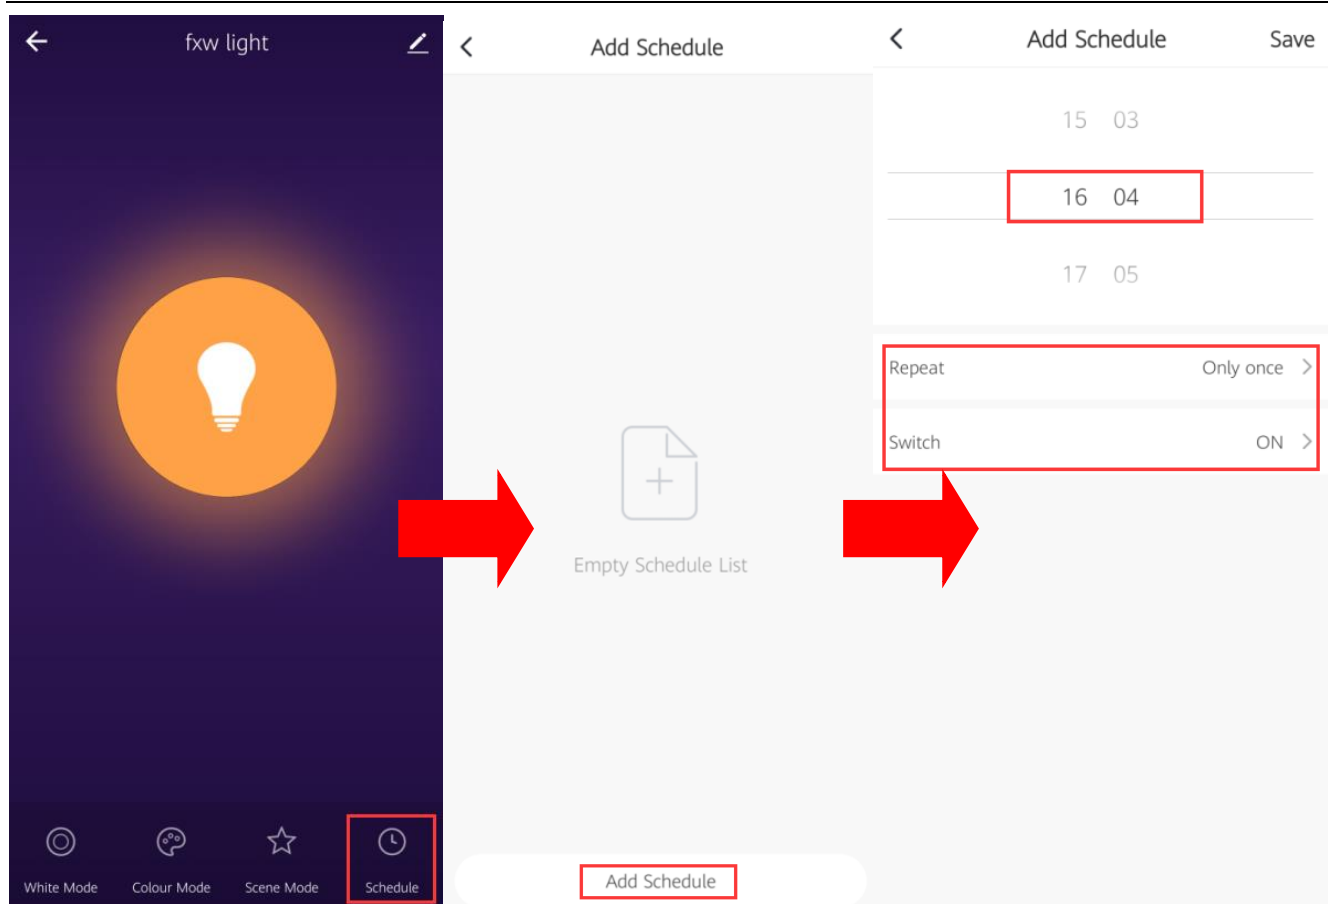 fxw light
White Mode
Colour Mode
Scene Mode
Schedule
Add Schedule
Empty Schedule List
Add Schedule
Add Schedule
Save
15 03
16 04
17 05
Repeat
Only once
Switch
ON